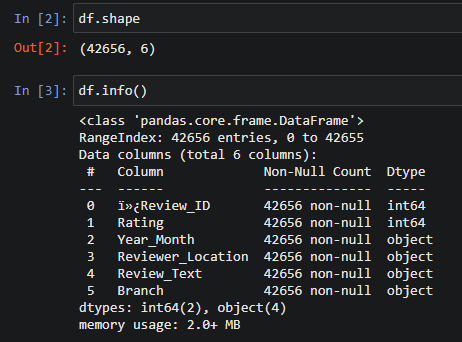 In [2]: df.shape
Out[2]: (42656, 6)
In [3]: df.info()
<class 'pandas.core.frame.DataFrame'>
RangeIndex: 42656 entries, 0 to 42655
Data columns (total 6 columns):
 #   Column             Non-Null Count  Dtype
---  ------             --------------  -----
 0   ï»¿Review_ID       42656 non-null  int64
 1   Rating             42656 non-null  int64
 2   Year_Month         42656 non-null  object
 3   Reviewer_Location  42656 non-null  object
 4   Review_Text        42656 non-null  object
 5   Branch             42656 non-null  object
dtypes: int64(2), object(4)
memory usage: 2.0+ MB